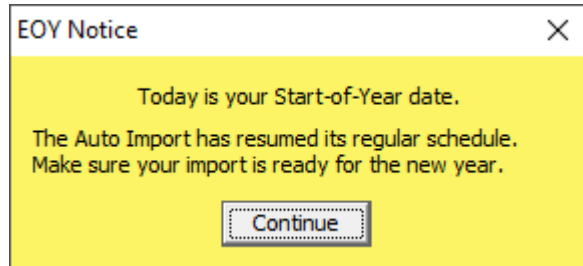 EOY Notice
Today is your Start-of-Year date.
The Auto Import has resumed its regular schedule.
Make sure your import is ready for the new year.
Continue